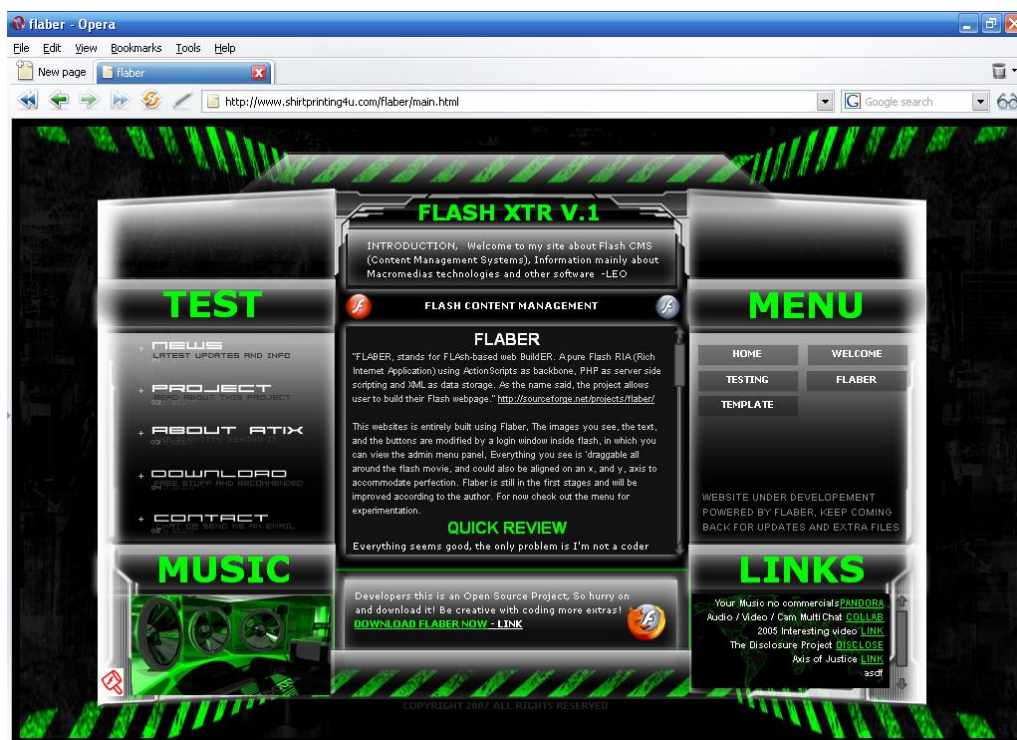 flaber - Opera
File Edit View Bookmarks Tools Help
New page flaber
http://www.shirtprinting4u.com/flaber/main.html
Google search
FLASH XTR V.1
INTRODUCTION, Welcome to my site about Flash CMS
(Content Management Systems), Information mainly about
Macromedias technologies and other software -LEO
FLASH CONTENT MANAGEMENT
TEST
NEWS
LATEST UPDATES AND INFO
PROJECT
READ ABOUT THIS PROJECT
ABOUT ATIX
THE IDENTITY BEHIND IT
DOWNLOAD
FREE STUFF AND RECOMMENDED
CONTACT
CHAT OR SEND ME AN EMAIL
MUSIC
FLABER
"FLABER, stands for FLAsh-based web BuildER. A pure Flash RIA (Rich
Internet Application) using ActionScripts as backbone, PHP as server side
scripting and XML as data storage. As the name said, the project allows
user to build their Flash webpage." http://sourceforge.net/projects/flaber/
This websites is entirely built using Flaber, The images you see, the text,
and the buttons are modified by a login window inside flash, in which you
can view the admin menu panel, Everything you see is 'draggable all
around the flash movie, and could also be aligned on an x, and y, axis to
accommodate perfection. Flaber is still in the first stages and will be
improved according to the author. For now check out the menu for
experimentation.
QUICK REVIEW
Everything seems good, the only problem is I'm not a coder
Developers this is an Open Source Project, So hurry on
and download it! Be creative with coding more extras!
DOWNLOAD FLABER NOW - LINK
MENU
HOME WELCOME
TESTING FLABER
TEMPLATE
WEBSITE UNDER DEVELOPEMENT
POWERED BY FLABER, KEEP COMING
BACK FOR UPDATES AND EXTRA FILES
LINKS
Your Music no commercials PANDORA
Audio / Video / Cam MultiChat COLLAB
2005 Interesting video LINK
The Disclosure Project DISCLOSE
Axis of Justice LINK
asdf
COPYRIGHT 2007 ALL RIGHTS RESERVED